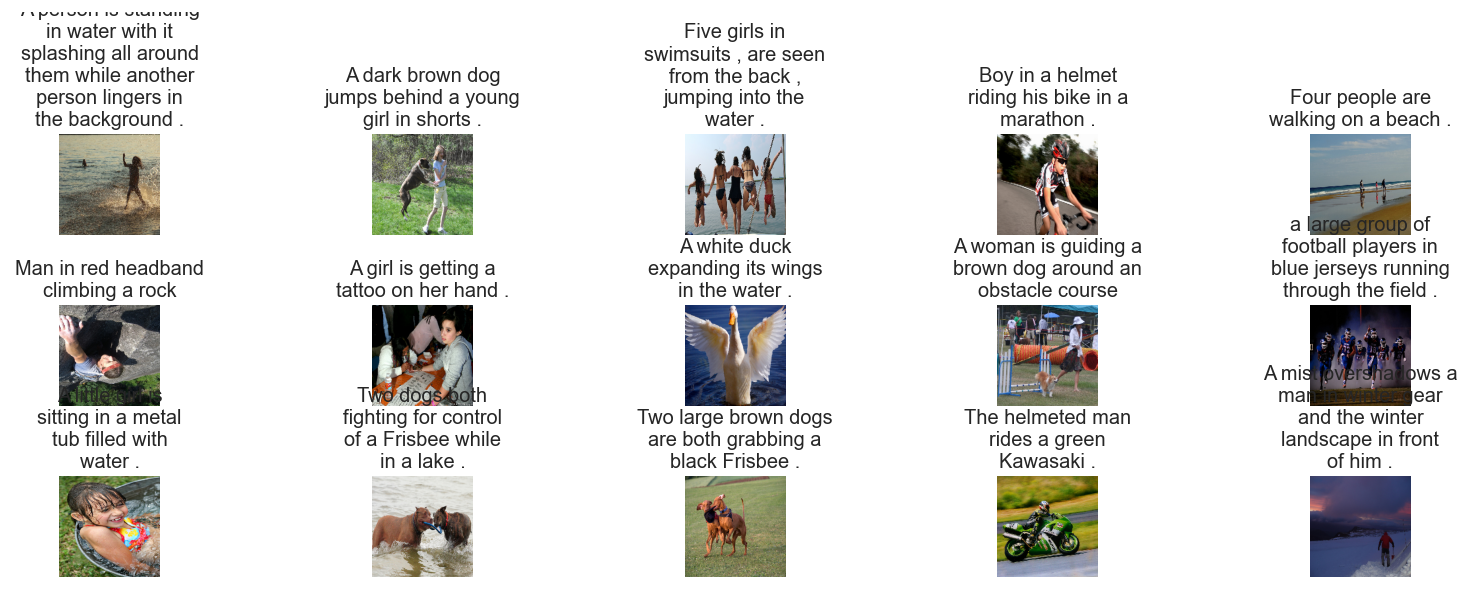 A person is standing
in water with it
splashing all around
them while another
person lingers in
the background .
A dark brown dog
jumps behind a young
girl in shorts .
Five girls in
swimsuits , are seen
from the back ,
jumping into the
water .
Boy in a helmet
riding his bike in a
marathon .
Four people are
walking on a beach .
Man in red headband
climbing a rock
A girl is getting a
tattoo on her hand .
A white duck
expanding its wings
in the water .
A woman is guiding a
brown dog around an
obstacle course
a large group of
football players in
blue jerseys running
through the field .
sitting in a metal
tub filled with
water .
Two dogs both
fighting for control
of a Frisbee while
in a lake .
Two large brown dogs
are both grabbing a
black Frisbee .
The helmeted man
rides a green
Kawasaki .
A mist overshadows a
man in winter gear
and the winter
landscape in front
of him .